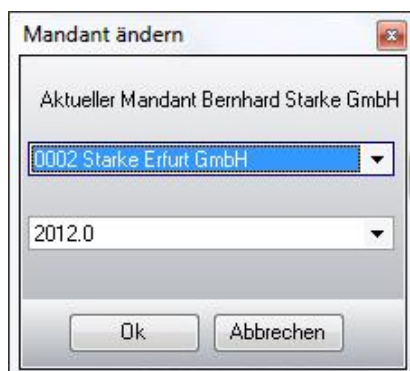 Mandant ändern
Aktueller Mandant Bernhard Starke GmbH
0002 Starke Erfurt GmbH
2012.0
Ok
Abbrechen